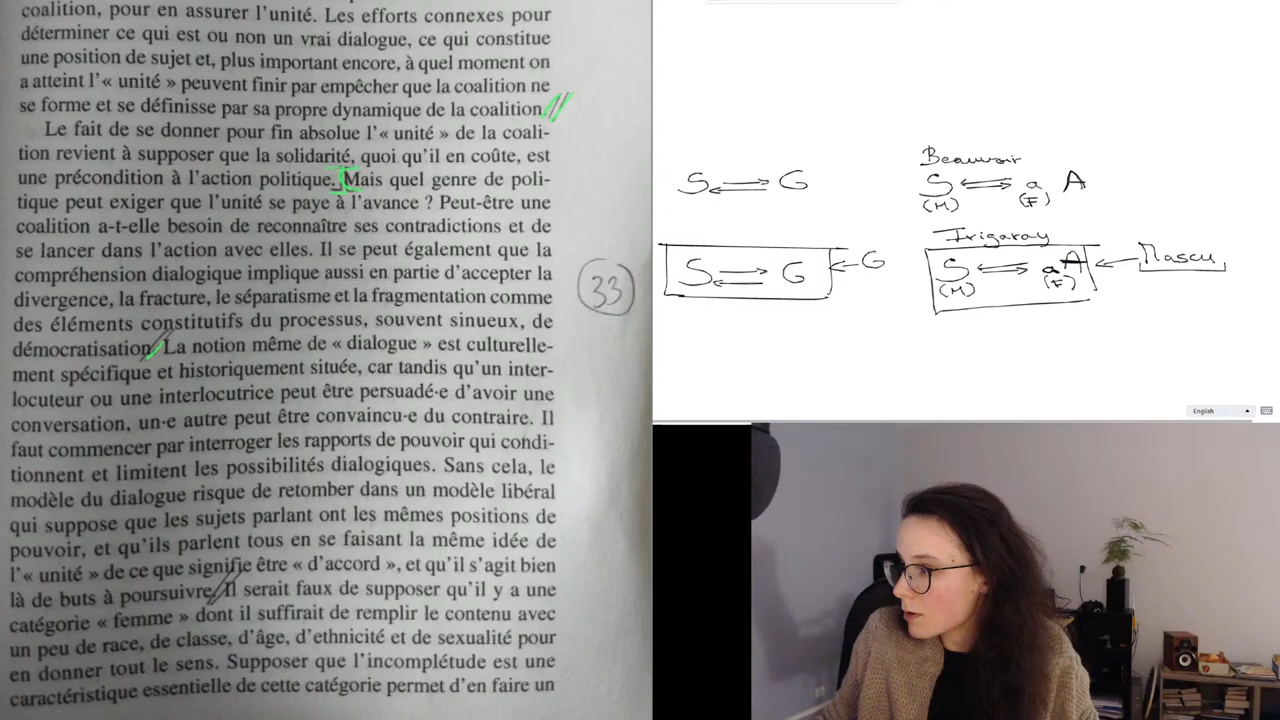 coalition, pour en assurer l'unité. Les efforts connexes pour
déterminer ce qui est ou non un vrai dialogue, ce qui constitue
une position de sujet et, plus important encore, à quel moment on
a atteint l'« unité » peuvent finir par empêcher que la coalition ne
se forme et se définisse par sa propre dynamique de la coalition.
Le fait de se donner pour fin absolue l'« unité » de la coali-
tion revient à supposer que la solidarité, quoi qu'il en coûte, est
une précondition à l'action politique. Mais quel genre de poli-
tique peut exiger que l'unité se paye à l'avance ? Peut-être une
coalition a-t-elle besoin de reconnaître ses contradictions et de
se lancer dans l'action avec elles. Il se peut également que la
compréhension dialogique implique aussi en partie d'accepter la
divergence, la fracture, le séparatisme et la fragmentation comme
des éléments constitutifs du processus, souvent sinueux, de
démocratisation. La notion même de « dialogue » est culturelle-
ment spécifique et historiquement située, car tandis qu'un inter-
locuteur ou une interlocutrice peut être persuadé·e d'avoir une
conversation, un·e autre peut être convaincu·e du contraire. Il
faut commencer par interroger les rapports de pouvoir qui condi-
tionnent et limitent les possibilités dialogiques. Sans cela, le
modèle du dialogue risque de retomber dans un modèle libéral
qui suppose que les sujets parlant ont les mêmes positions de
pouvoir, et qu'ils parlent tous en se faisant la même idée de
l'« unité » de ce que signifie être « d'accord », et qu'il s'agit bien
là de buts à poursuivre. Il serait faux de supposer qu'il y a une
catégorie « femme » dont il suffirait de remplir le contenu avec
un peu de race, de classe, d'âge, d'ethnicité et de sexualité pour
en donner tout le sens. Supposer que l'incomplétude est une
caractéristique essentielle de cette catégorie permet d'en faire un
33
S G
Beauvoir
S a A
(M) (F)
S G G
Irigaray
S a A Mascu
(M) (F)
English